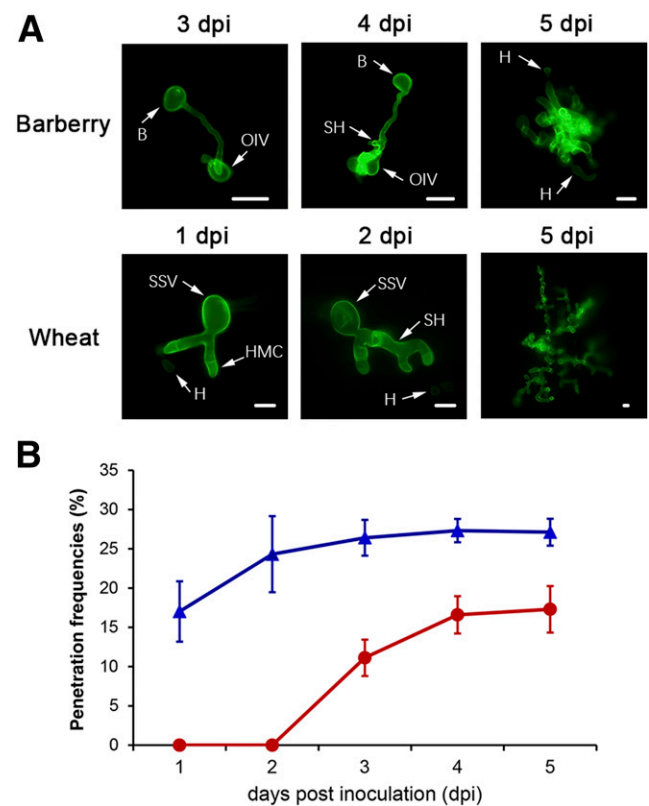 A
3 dpi 4 dpi 5 dpi
Barberry
B OIV
B SH OIV
H H
1 dpi 2 dpi 5 dpi
Wheat
SSV HMC H
SSV SH H
B
Penetration frequencies (%)
35
30
25
20
15
10
5
0
1 2 3 4 5
days post inoculation (dpi)